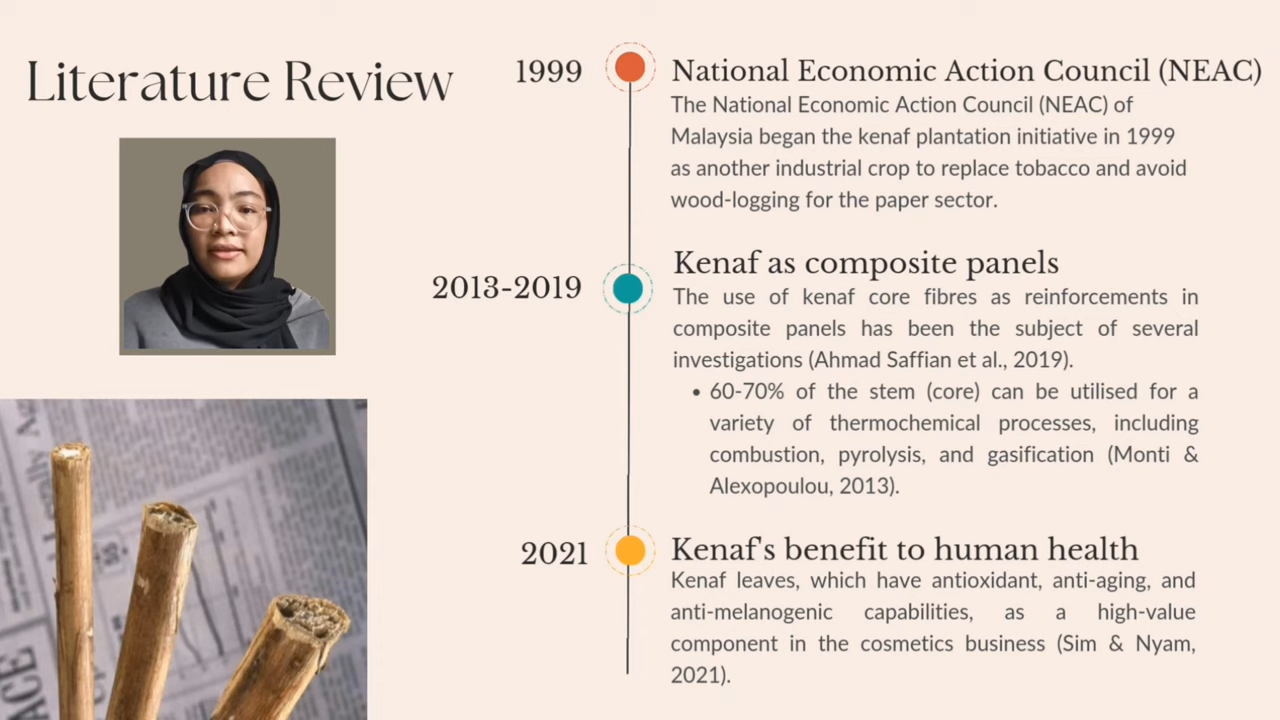 Literature Review
1999
National Economic Action Council (NEAC)
The National Economic Action Council (NEAC) of
Malaysia began the kenaf plantation initiative in 1999
as another industrial crop to replace tobacco and avoid
wood-logging for the paper sector.
2013-2019
Kenaf as composite panels
The use of kenaf core fibres as reinforcements in
composite panels has been the subject of several
investigations (Ahmad Saffian et al., 2019).
• 60-70% of the stem (core) can be utilised for a
variety of thermochemical processes, including
combustion, pyrolysis, and gasification (Monti &
Alexopoulou, 2013).
2021
Kenaf's benefit to human health
Kenaf leaves, which have antioxidant, anti-aging, and
anti-melanogenic capabilities, as a high-value
component in the cosmetics business (Sim & Nyam,
2021).